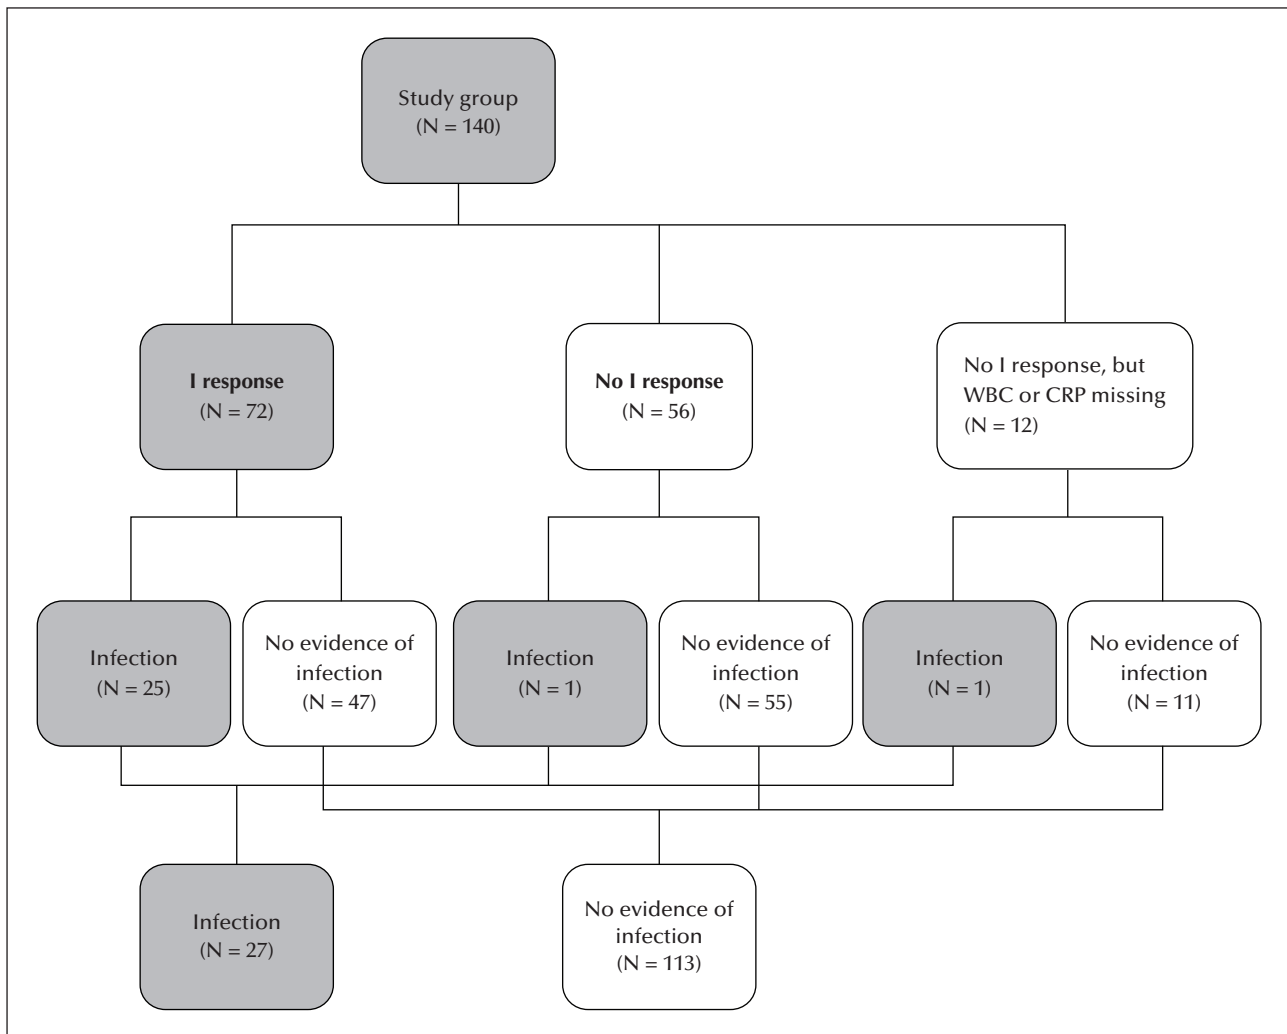 Study group
(N = 140)
I response
(N = 72)
No I response
(N = 56)
No I response, but
WBC or CRP missing
(N = 12)
Infection
(N = 25)
No evidence of
infection
(N = 47)
Infection
(N = 1)
No evidence of
infection
(N = 55)
Infection
(N = 1)
No evidence of
infection
(N = 11)
Infection
(N = 27)
No evidence of
infection
(N = 113)